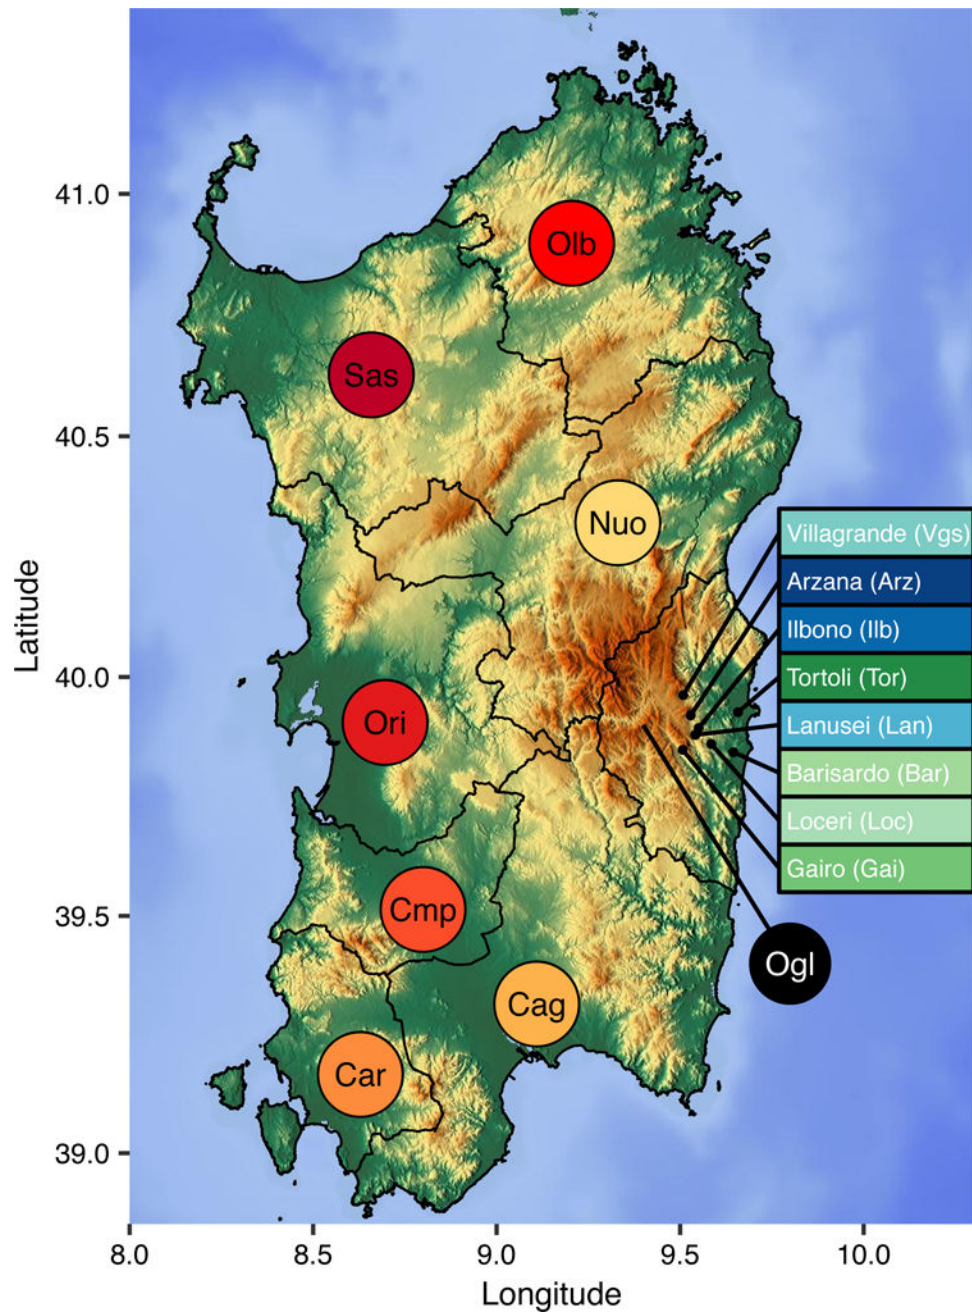 41.0
Olb
Sas
40.5
Nuo
Villagrande (Vgs)
Arzana (Arz)
Ilbono (Ilb)
Tortoli (Tor)
Lanusei (Lan)
Barisardo (Bar)
Loceri (Loc)
Gairo (Gai)
Latitude
40.0
Ori
Cmp
39.5
Ogl
Cag
Car
39.0
8.0
8.5
9.0
9.5
10.0
Longitude